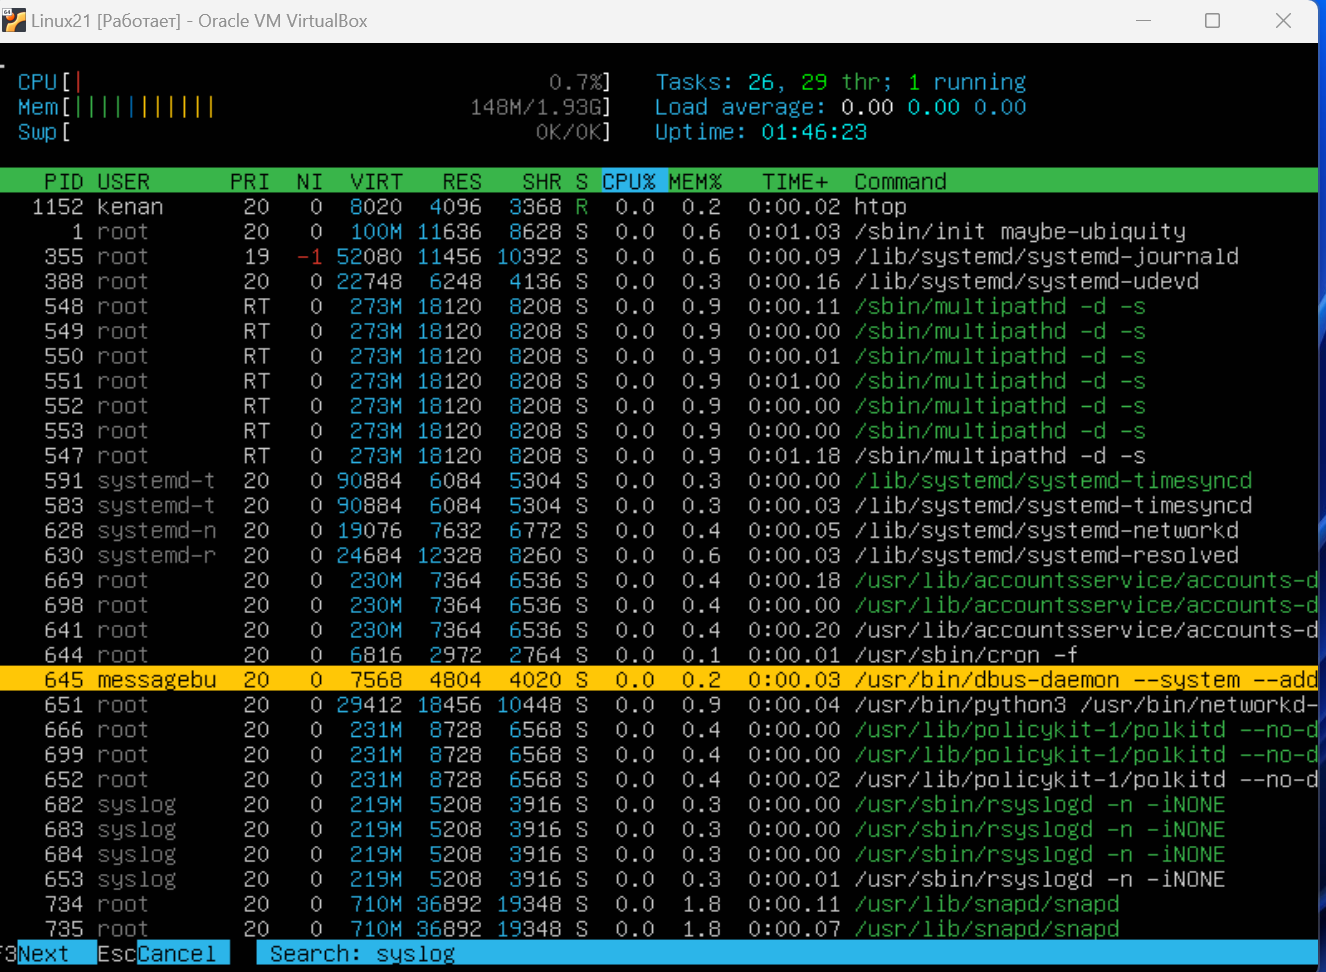 Linux21 [Работает] - Oracle VM VirtualBox
CPU[| 0.7%] Tasks: 26, 29 thr; 1 running
Mem[||||||||||| 148M/1.93G] Load average: 0.00 0.00 0.00
Swp[ 0K/0K] Uptime: 01:46:23
PID USER PRI NI VIRT RES SHR S CPU% MEM% TIME+ Command
1152 kenan 20 0 8020 4096 3368 R 0.0 0.2 0:00.02 htop
1 root 20 0 100M 11636 8628 S 0.0 0.6 0:01.03 /sbin/init maybe-ubiquity
355 root 19 -1 52080 11456 10392 S 0.0 0.6 0:00.09 /lib/systemd/systemd-journald
388 root 20 0 22748 6248 4136 S 0.0 0.3 0:00.16 /lib/systemd/systemd-udevd
548 root RT 0 273M 18120 8208 S 0.0 0.9 0:00.11 /sbin/multipathd -d -s
549 root RT 0 273M 18120 8208 S 0.0 0.9 0:00.00 /sbin/multipathd -d -s
550 root RT 0 273M 18120 8208 S 0.0 0.9 0:00.01 /sbin/multipathd -d -s
551 root RT 0 273M 18120 8208 S 0.0 0.9 0:01.00 /sbin/multipathd -d -s
552 root RT 0 273M 18120 8208 S 0.0 0.9 0:00.00 /sbin/multipathd -d -s
553 root RT 0 273M 18120 8208 S 0.0 0.9 0:00.00 /sbin/multipathd -d -s
547 root RT 0 273M 18120 8208 S 0.0 0.9 0:01.18 /sbin/multipathd -d -s
591 systemd-t 20 0 90884 6084 5304 S 0.0 0.3 0:00.00 /lib/systemd/systemd-timesyncd
583 systemd-t 20 0 90884 6084 5304 S 0.0 0.3 0:00.03 /lib/systemd/systemd-timesyncd
628 systemd-n 20 0 19076 7632 6772 S 0.0 0.4 0:00.05 /lib/systemd/systemd-networkd
630 systemd-r 20 0 24684 12328 8260 S 0.0 0.6 0:00.03 /lib/systemd/systemd-resolved
669 root 20 0 230M 7364 6536 S 0.0 0.4 0:00.18 /usr/lib/accountsservice/accounts-d
698 root 20 0 230M 7364 6536 S 0.0 0.4 0:00.00 /usr/lib/accountsservice/accounts-d
641 root 20 0 230M 7364 6536 S 0.0 0.4 0:00.20 /usr/lib/accountsservice/accounts-d
644 root 20 0 6816 2972 2764 S 0.0 0.1 0:00.01 /usr/sbin/cron -f
645 messagebu 20 0 7568 4804 4020 S 0.0 0.2 0:00.03 /usr/bin/dbus-daemon --system --add
651 root 20 0 29412 18456 10448 S 0.0 0.9 0:00.04 /usr/bin/python3 /usr/bin/networkd-
666 root 20 0 231M 8728 6568 S 0.0 0.4 0:00.00 /usr/lib/policykit-1/polkitd --no-d
699 root 20 0 231M 8728 6568 S 0.0 0.4 0:00.00 /usr/lib/policykit-1/polkitd --no-d
652 root 20 0 231M 8728 6568 S 0.0 0.4 0:00.02 /usr/lib/policykit-1/polkitd --no-d
682 syslog 20 0 219M 5208 3916 S 0.0 0.3 0:00.00 /usr/sbin/rsyslogd -n -iNONE
683 syslog 20 0 219M 5208 3916 S 0.0 0.3 0:00.00 /usr/sbin/rsyslogd -n -iNONE
684 syslog 20 0 219M 5208 3916 S 0.0 0.3 0:00.00 /usr/sbin/rsyslogd -n -iNONE
653 syslog 20 0 219M 5208 3916 S 0.0 0.3 0:00.01 /usr/sbin/rsyslogd -n -iNONE
734 root 20 0 710M 36892 19348 S 0.0 1.8 0:00.11 /usr/lib/snapd/snapd
735 root 20 0 710M 36892 19348 S 0.0 1.8 0:00.07 /usr/lib/snapd/snapd
F3Next EscCancel Search: syslog